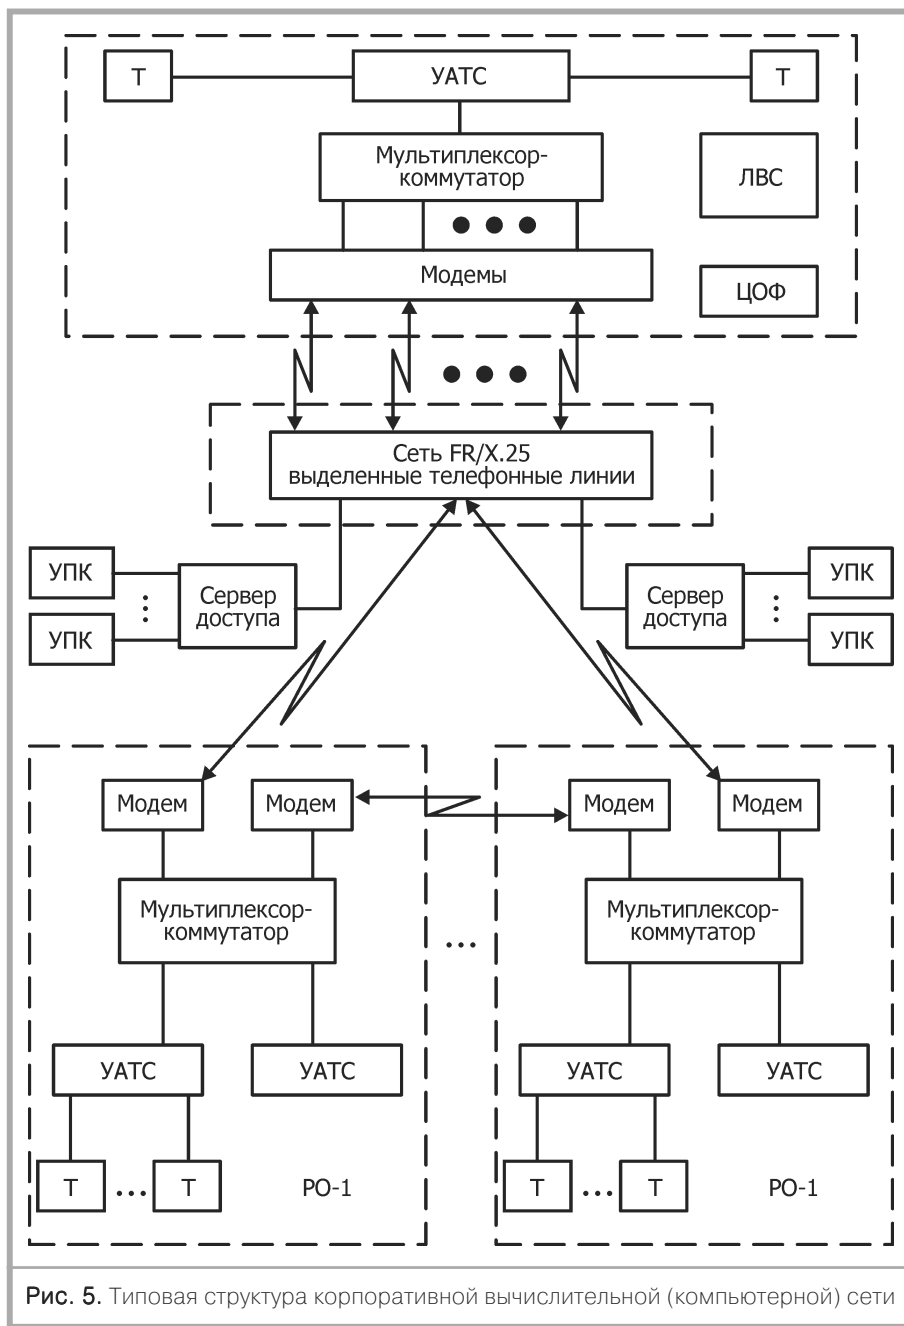 Т
УАТС
Т
Мультиплексор-
коммутатор
ЛВС
Модемы
ЦОФ
Сеть FR/X.25
выделенные телефонные линии
УПК
УПК
Сервер
доступа
Сервер
доступа
УПК
УПК
Модем
Модем
Мультиплексор-
коммутатор
УАТС
УАТС
Т
...
Т
РО-1
...
Модем
Модем
Мультиплексор-
коммутатор
УАТС
УАТС
Т
...
Т
РО-1
Рис. 5. Типовая структура корпоративной вычислительной (компьютерной) сети